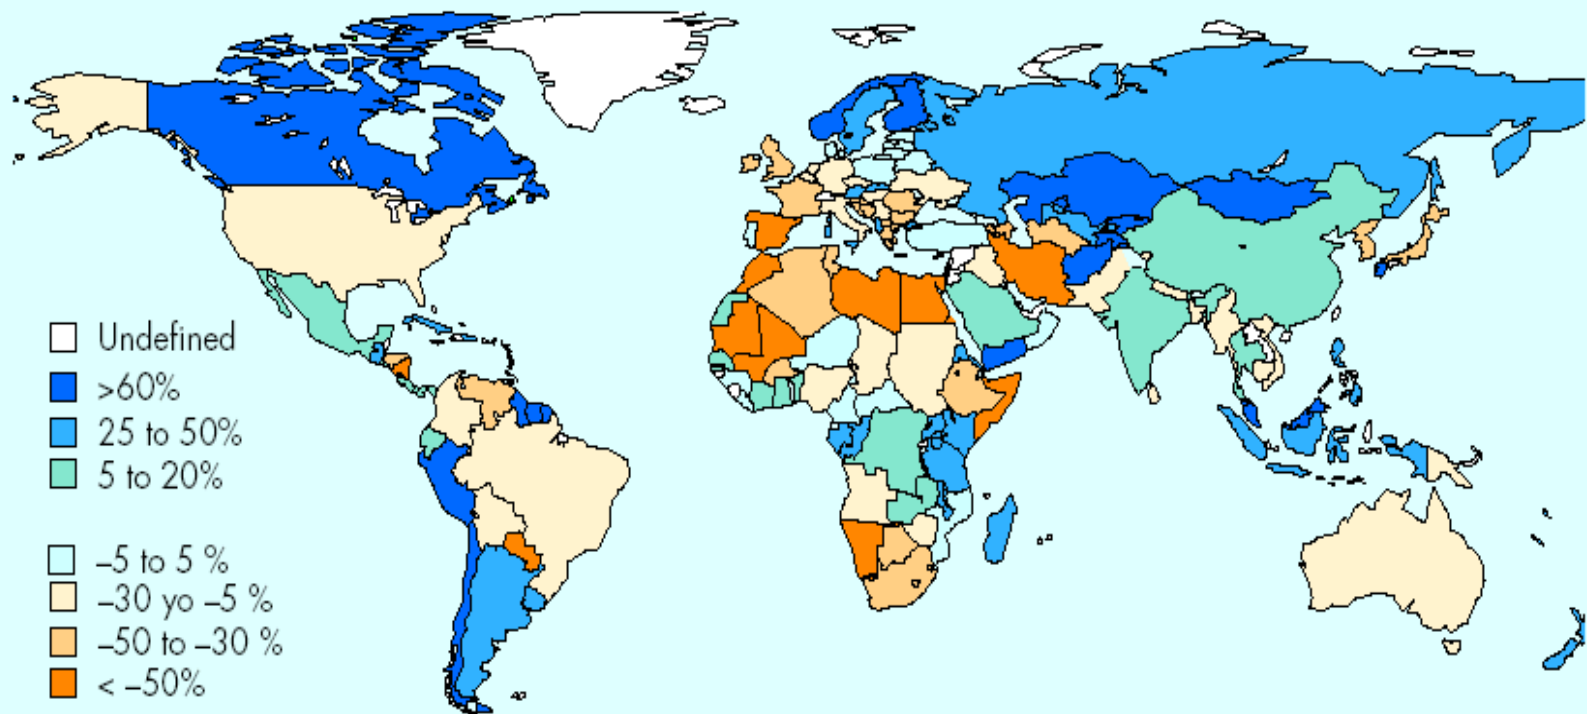 Undefined
>60%
25 to 50%
5 to 20%
–5 to 5 %
–30 yo –5 %
–50 to –30 %
< –50%